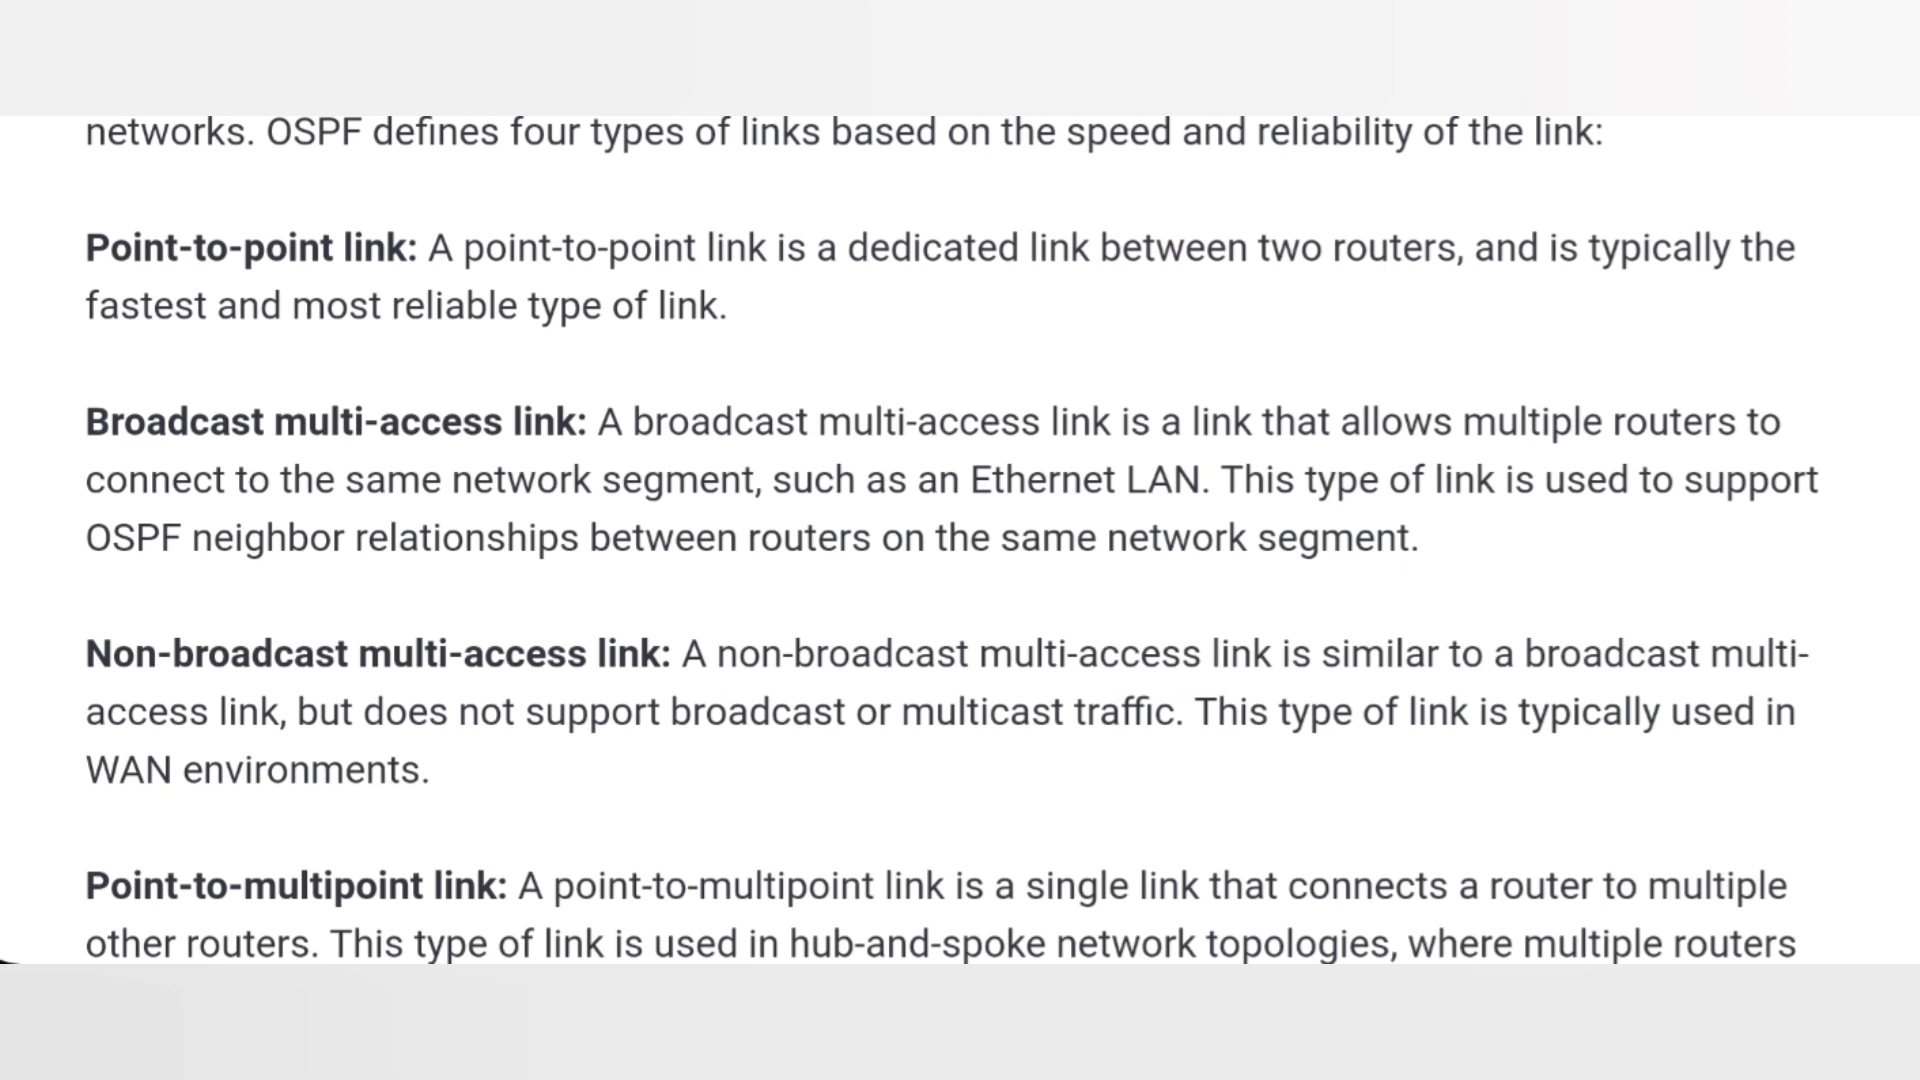 networks. OSPF defines four types of links based on the speed and reliability of the link:
Point-to-point link: A point-to-point link is a dedicated link between two routers, and is typically the
fastest and most reliable type of link.
Broadcast multi-access link: A broadcast multi-access link is a link that allows multiple routers to
connect to the same network segment, such as an Ethernet LAN. This type of link is used to support
OSPF neighbor relationships between routers on the same network segment.
Non-broadcast multi-access link: A non-broadcast multi-access link is similar to a broadcast multi-
access link, but does not support broadcast or multicast traffic. This type of link is typically used in
WAN environments.
Point-to-multipoint link: A point-to-multipoint link is a single link that connects a router to multiple
other routers. This type of link is used in hub-and-spoke network topologies, where multiple routers